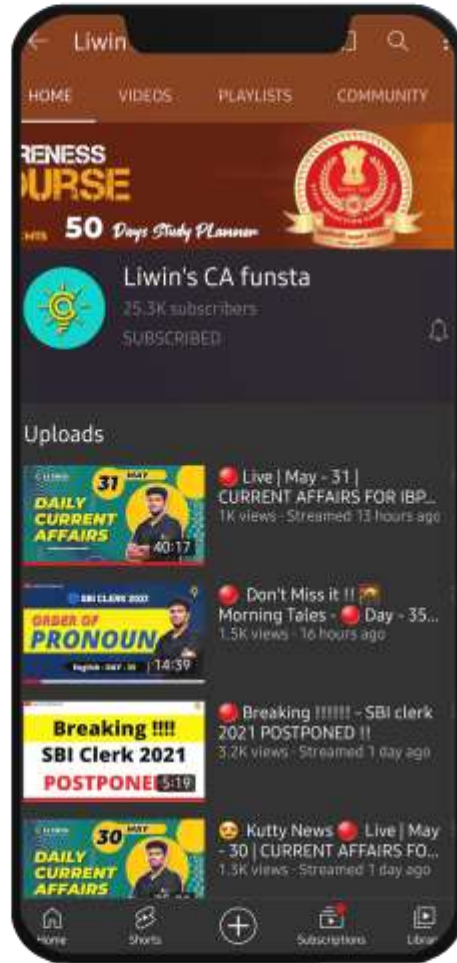 Liwin
HOME VIDEOS PLAYLISTS COMMUNITY
RENESS
OURSE
HTS 50 Days Study Planner
Liwin's CA funsta
25.3K subscribers
SUBSCRIBED
Uploads
31 MAY
DAILY
CURRENT
AFFAIRS
40:17
Live | May - 31 |
CURRENT AFFAIRS FOR IBP...
1K views · Streamed 13 hours ago
SBI CLERK 2021
ORDER OF
PRONOUN
English - DAY - 35
14:39
Don't Miss it !!
Morning Tales - Day - 35...
1.5K views · 16 hours ago
Breaking !!!!
SBI Clerk 2021
POSTPONE
5:19
Breaking !!!!!!! - SBI clerk
2021 POSTPONED !!
3.2K views · Streamed 1 day ago
30 MAY
DAILY
CURRENT
AFFAIRS
Kutty News Live | May
- 30 | CURRENT AFFAIRS FO...
1.3K views · Streamed 1 day ago
Home Shorts Subscriptions Librar